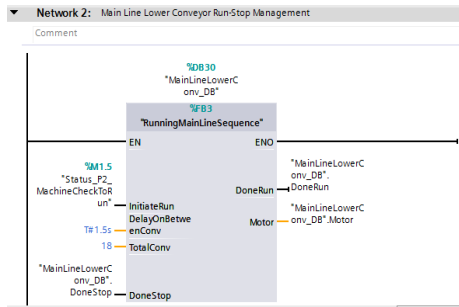 Network 2: Main Line Lower Conveyor Run-Stop Management
Comment
%DB30
"MainLineLowerC
onv_DB"
%FB3
"RunningMainLineSequence"
EN ENO
%M1.5
"Status_P2_
MachineCheckToR
un"
InitiateRun
DelayOnBetwe
enConv
T#1.5s
18
TotalConv
"MainLineLowerC
onv_DB".
DoneStop
DoneStop
DoneRun
"MainLineLowerC
onv_DB".
DoneRun
Motor
"MainLineLowerC
onv_DB".Motor